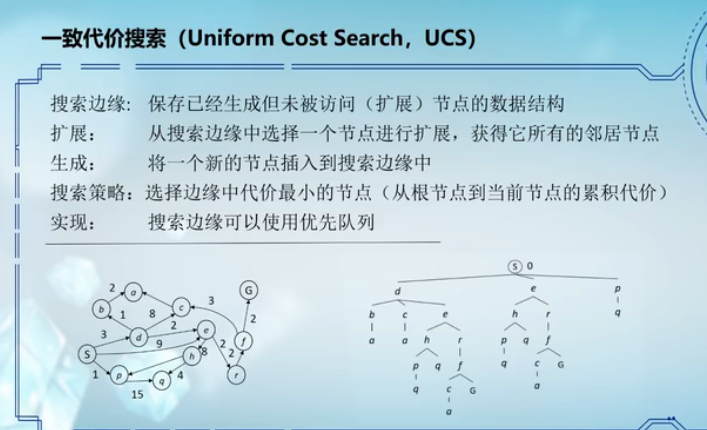 一致代价搜索（Uniform Cost Search，UCS）
搜索边缘： 保存已经生成但未被访问（扩展）节点的数据结构
扩展： 从搜索边缘中选择一个节点进行扩展，获得它所有的邻居节点
生成： 将一个新的节点插入到搜索边缘中
搜索策略：选择边缘中代价最小的节点（从根节点到当前节点的累积代价）
实现： 搜索边缘可以使用优先队列
2 a 3 G
b 1 8 c
2 2
3 d 9 e f
S h 8 2 2
1 p 4 r
q
15
S 0
d e p
b c e h r q
a a h r p q f
p q f q c G
q c G a
a